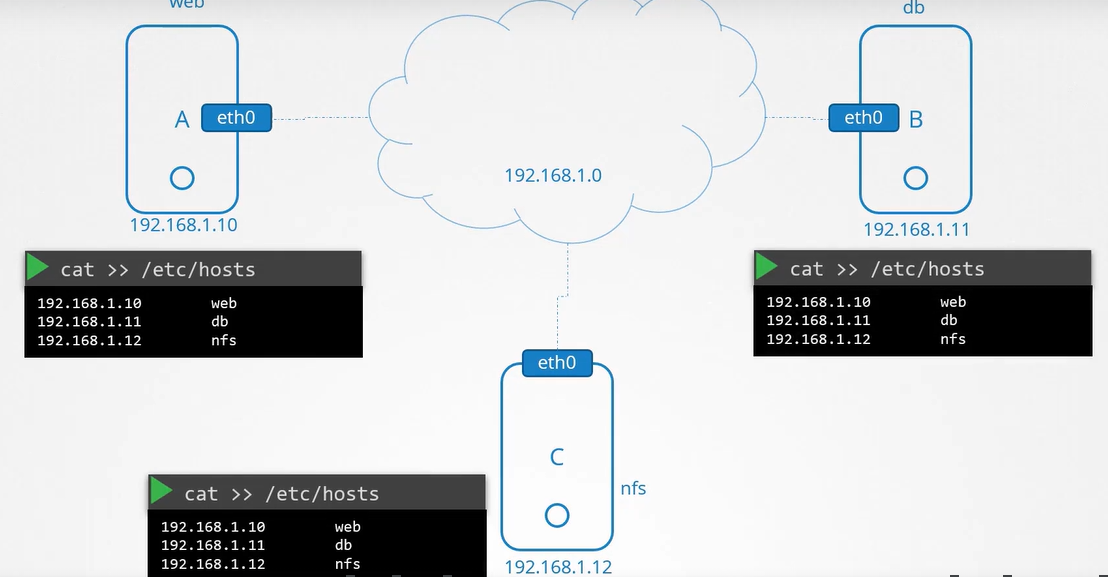 web
db
A
eth0
eth0
B
192.168.1.0
192.168.1.10
192.168.1.11
cat >> /etc/hosts
192.168.1.10 web
192.168.1.11 db
192.168.1.12 nfs
cat >> /etc/hosts
192.168.1.10 web
192.168.1.11 db
192.168.1.12 nfs
eth0
C
nfs
192.168.1.12
cat >> /etc/hosts
192.168.1.10 web
192.168.1.11 db
192.168.1.12 nfs